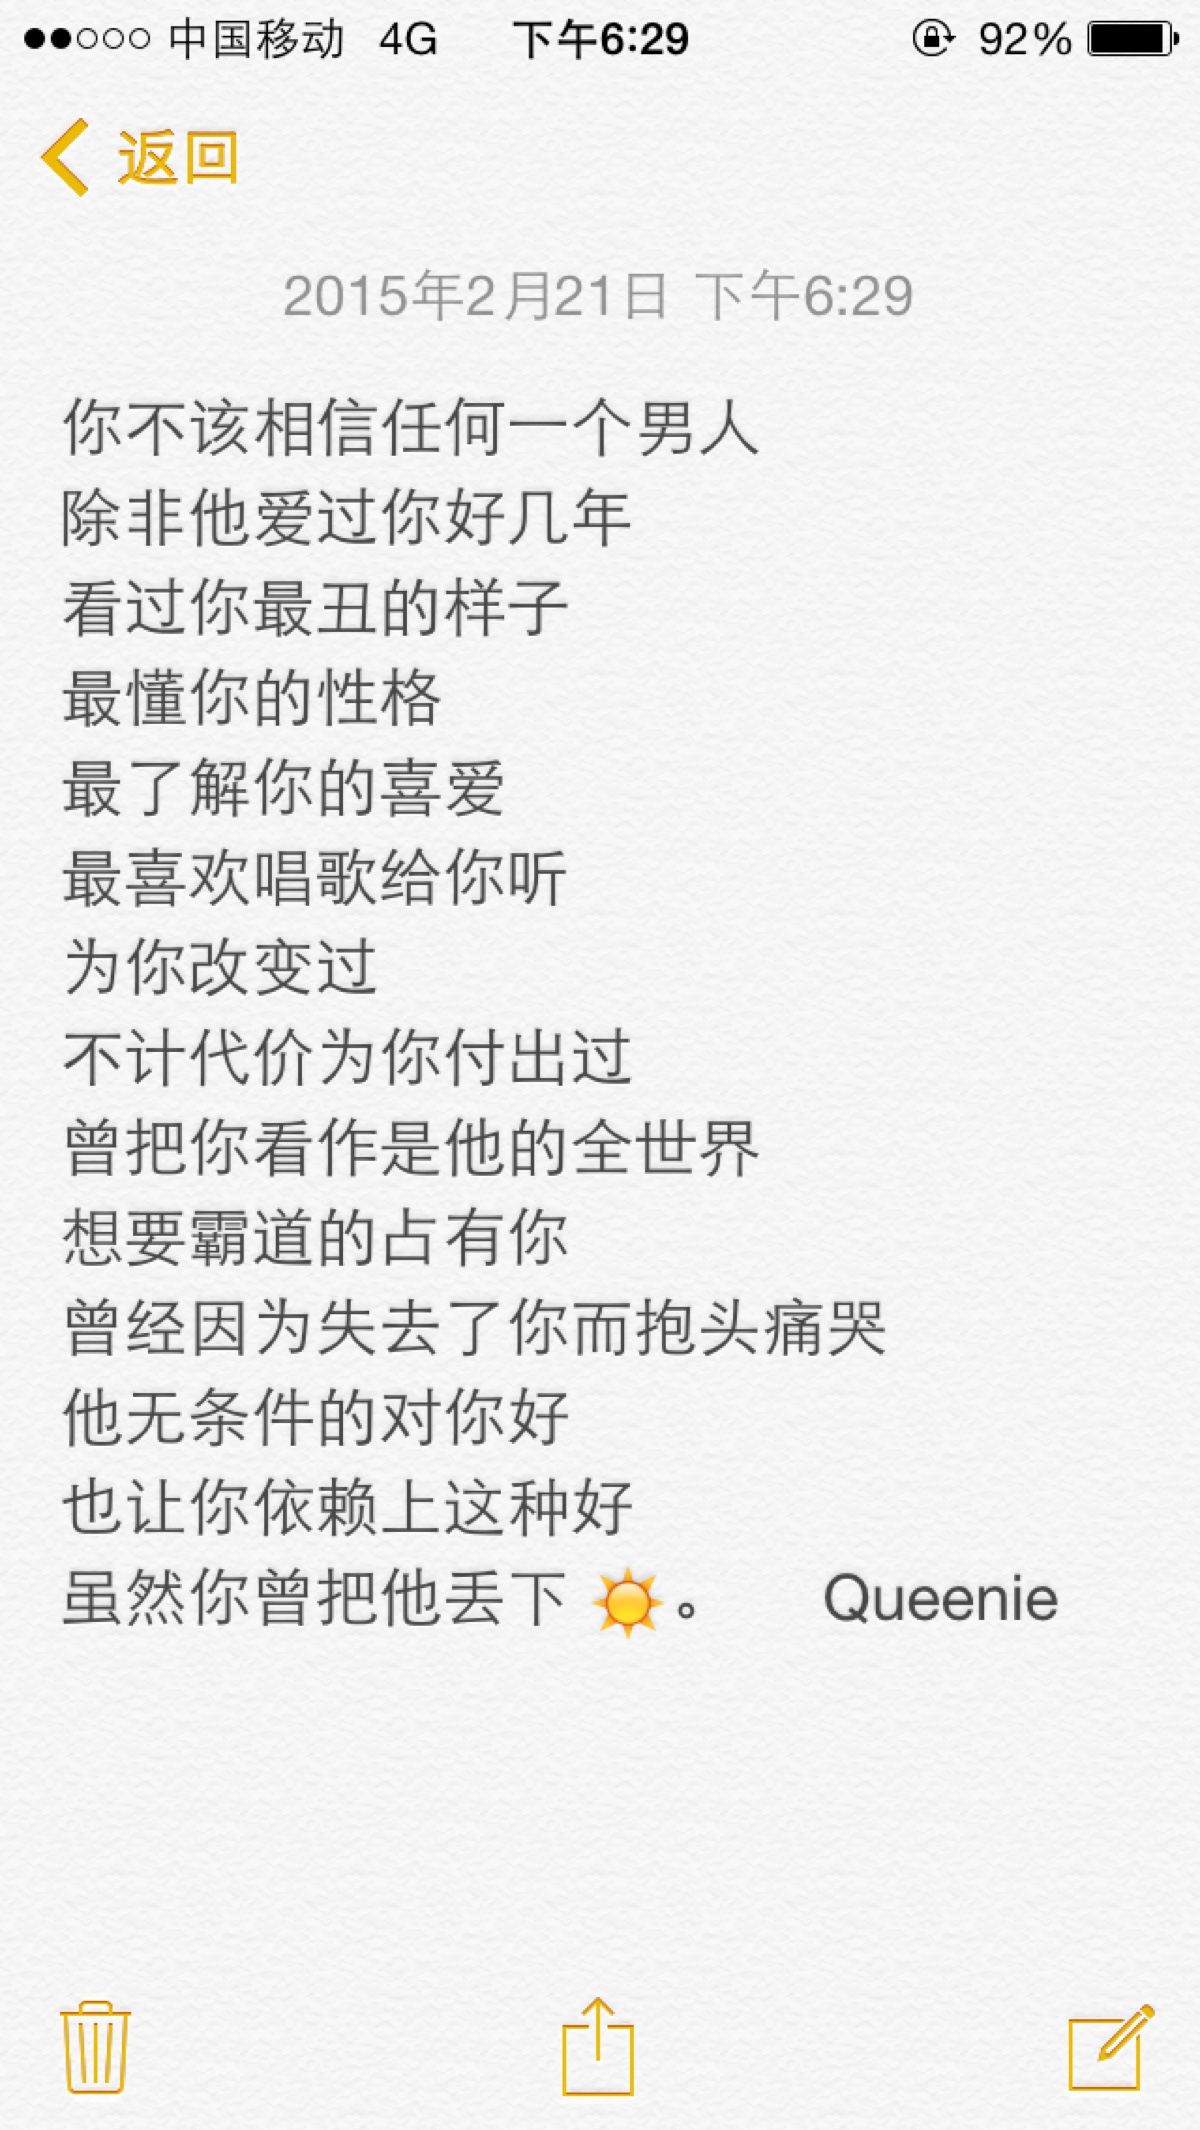 中国移动 4G 下午6:29 92%
返回
2015年2月21日 下午6:29
你不该相信任何一个男人
除非他爱过你好几年
看过你最丑的样子
最懂你的性格
最了解你的喜爱
最喜欢唱歌给你听
为你改变过
不计代价为你付出过
曾把你看作是他的全世界
想要霸道的占有你
曾经因为失去了你而抱头痛哭
他无条件的对你好
也让你依赖上这种好
虽然你曾把他丢下 ☀️。 Queenie